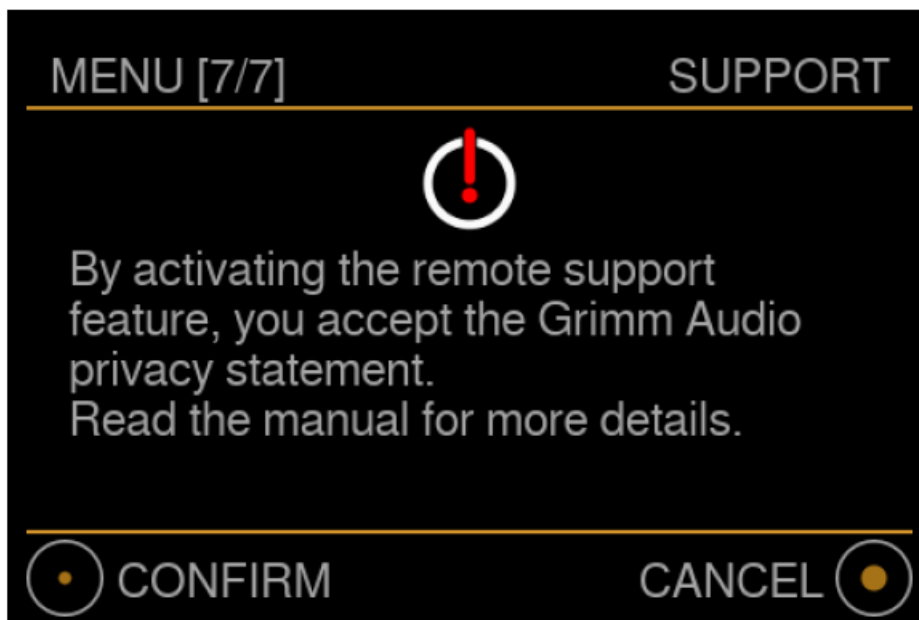 MENU [7/7] SUPPORT
By activating the remote support
feature, you accept the Grimm Audio
privacy statement.
Read the manual for more details.
CONFIRM CANCEL